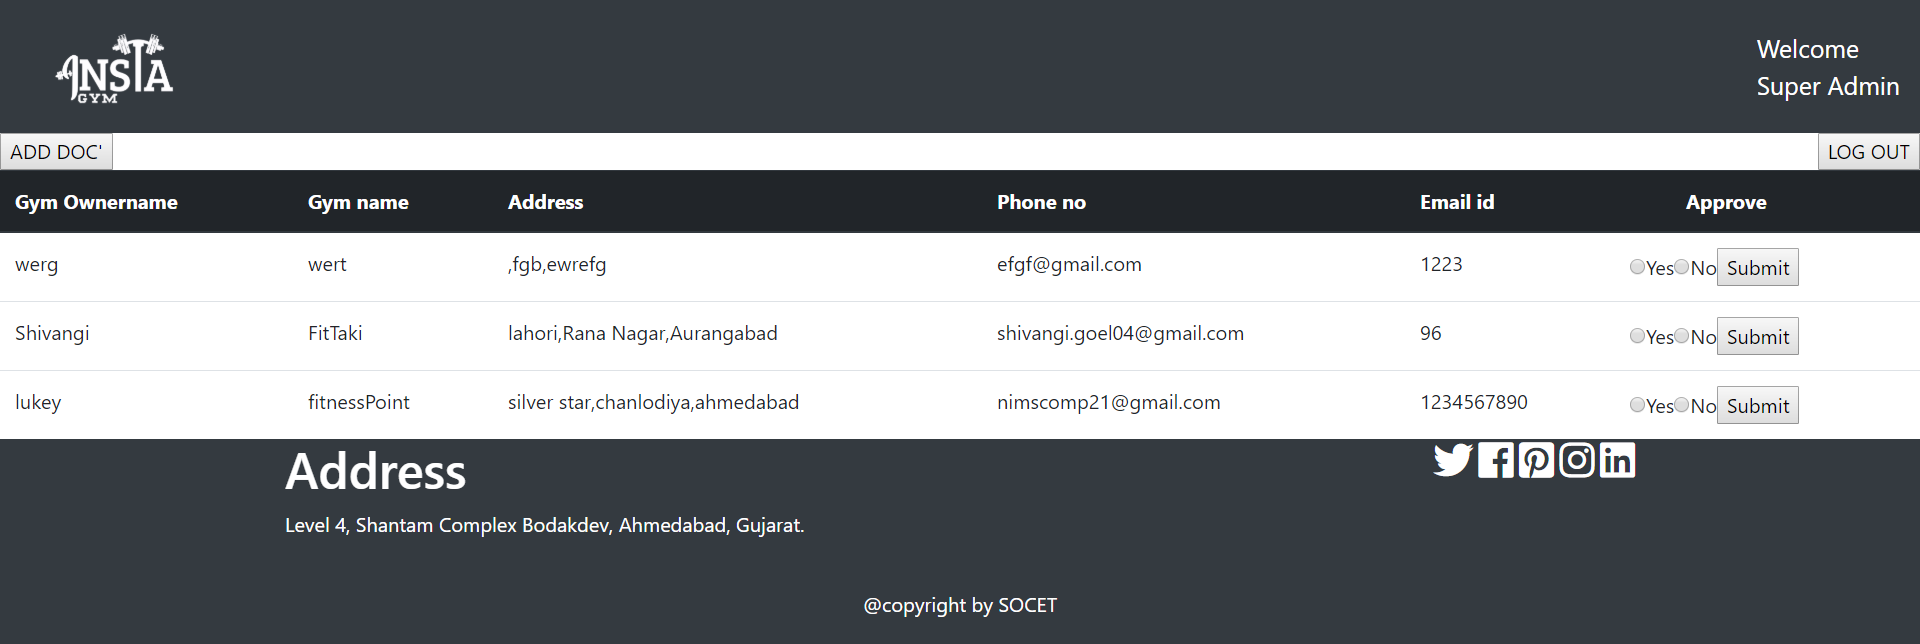 INSTA
GYM
Welcome
Super Admin
ADD DOC'
LOG OUT
Gym Ownername Gym name Address Phone no Email id Approve
werg wert ,fgb,ewrefg efgf@gmail.com 1223 Yes No Submit
Shivangi FitTaki lahori,Rana Nagar,Aurangabad shivangi.goel04@gmail.com 96 Yes No Submit
lukey fitnessPoint silver star,chanlodiya,ahmedabad nimscomp21@gmail.com 1234567890 Yes No Submit
Address
Level 4, Shantam Complex Bodakdev, Ahmedabad, Gujarat.
@copyright by SOCET